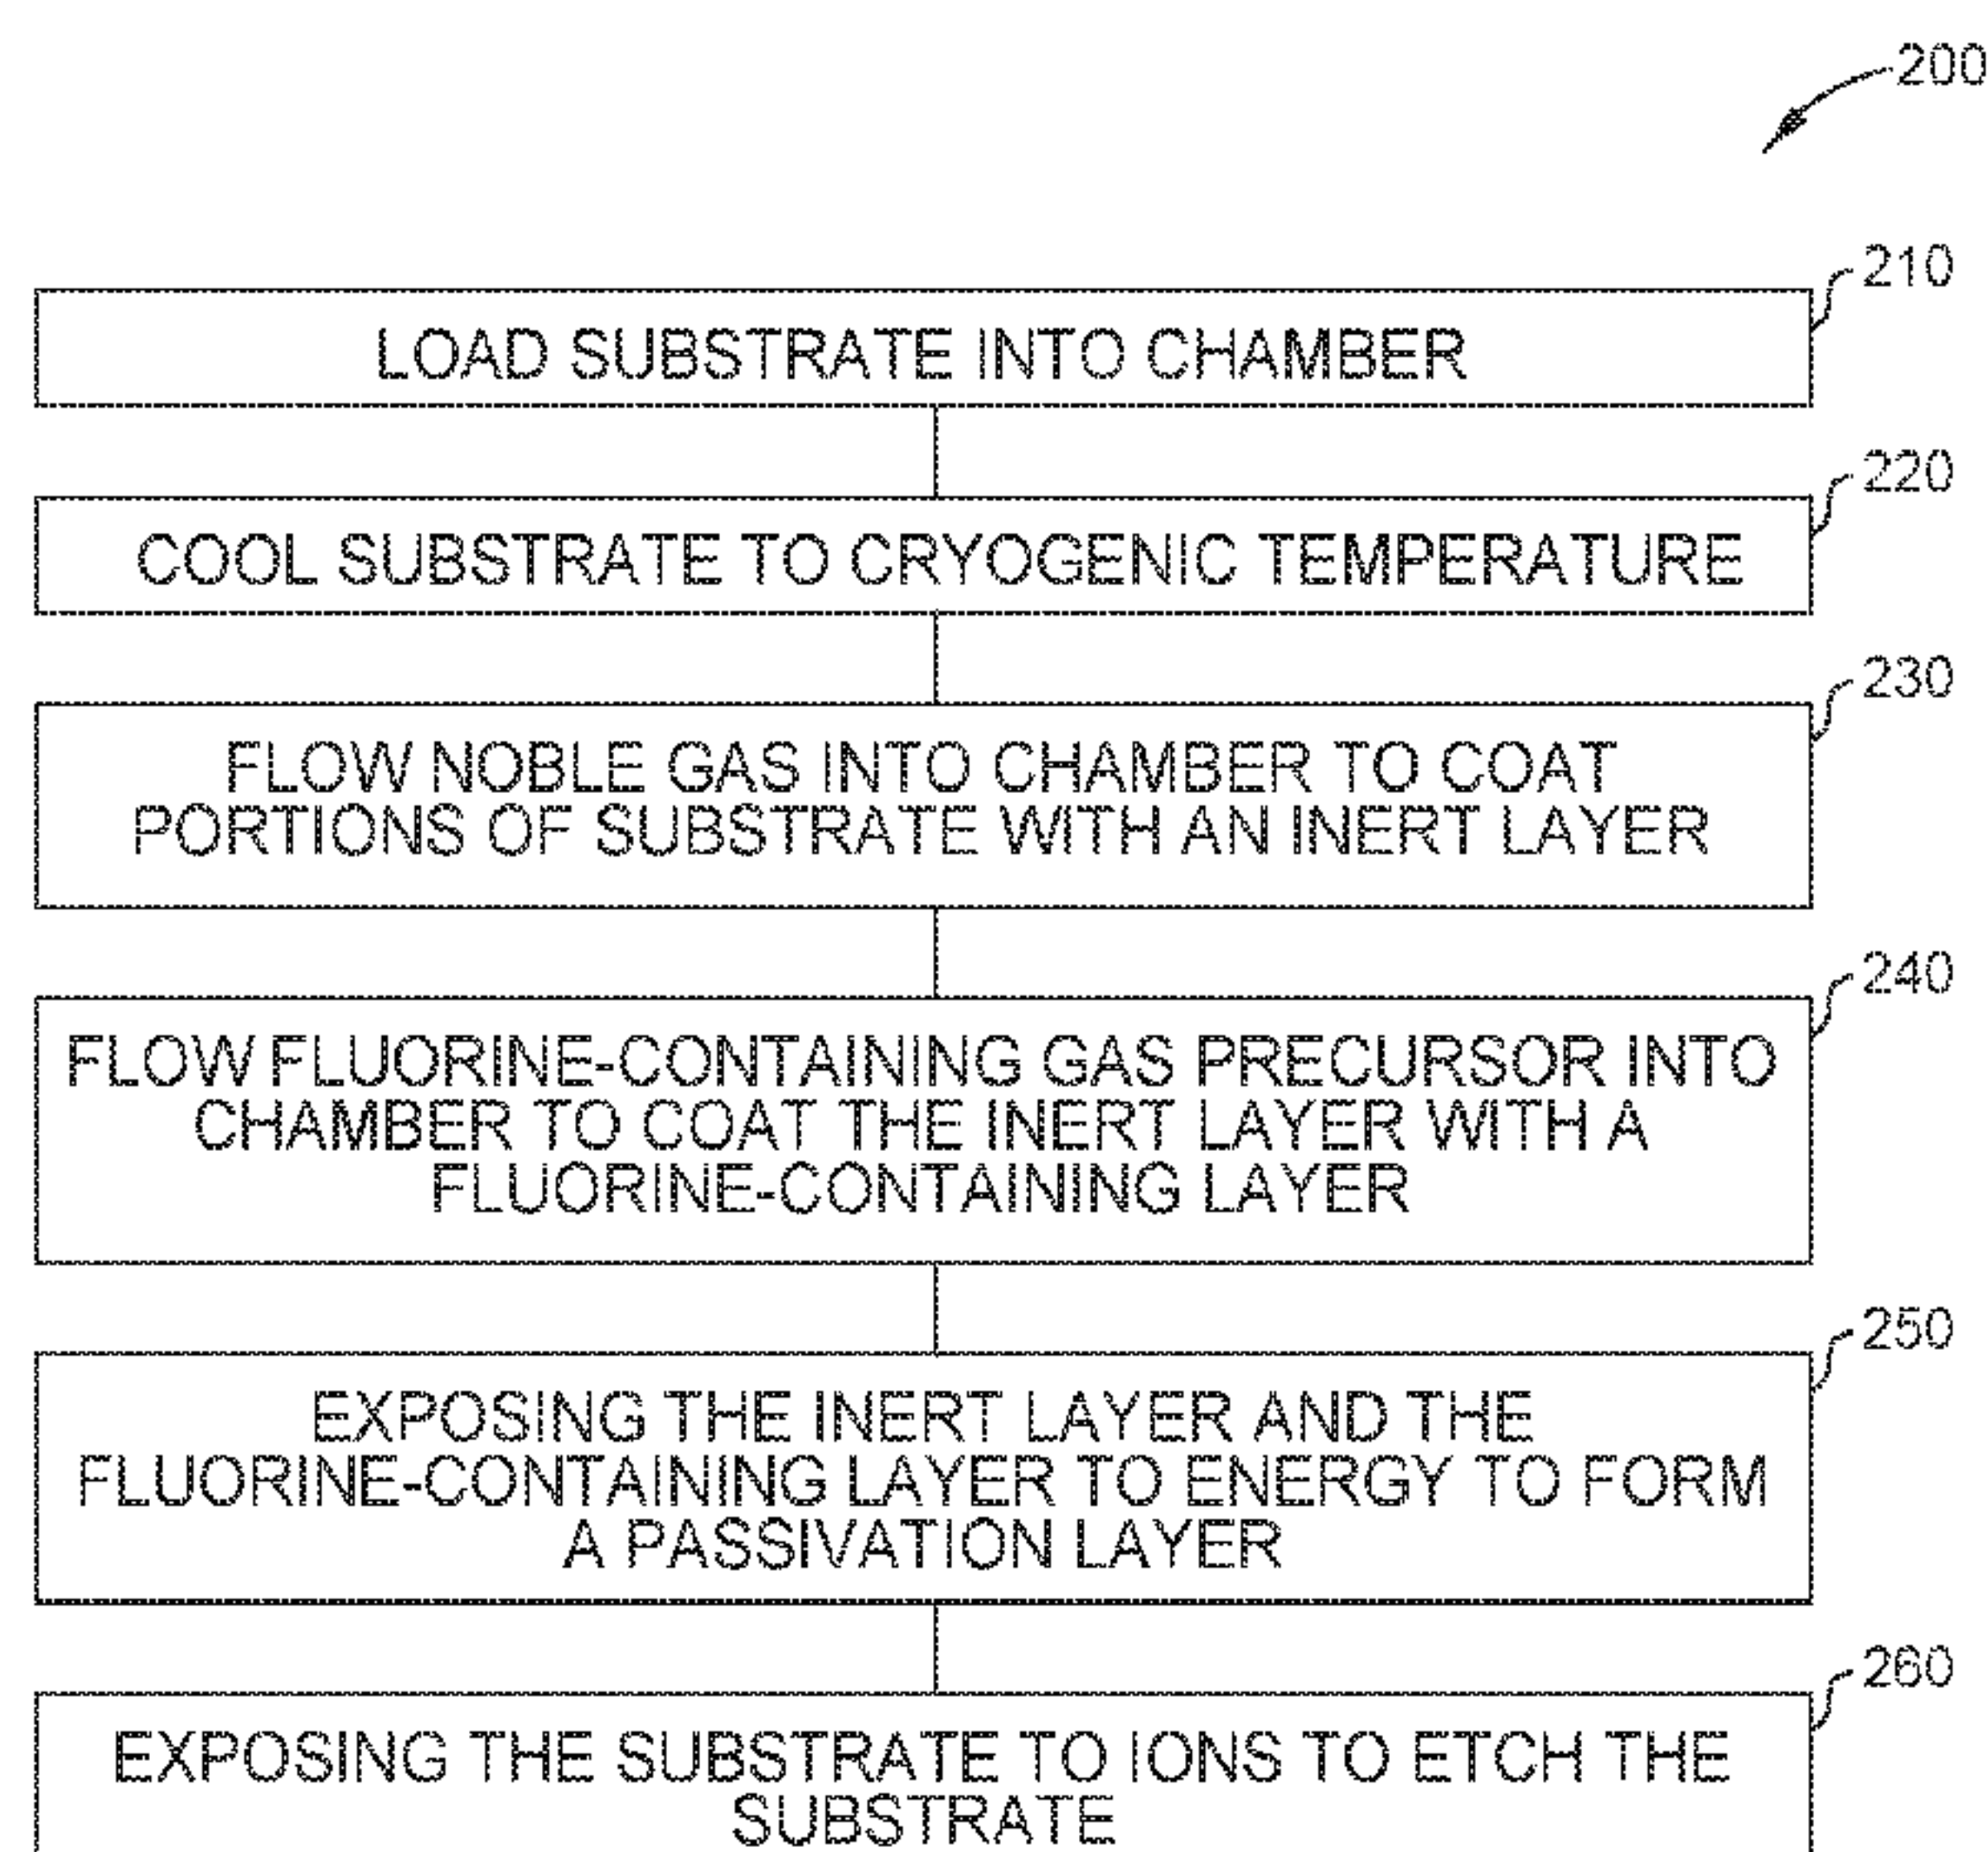 200
210
LOAD SUBSTRATE INTO CHAMBER
220
COOL SUBSTRATE TO CRYOGENIC TEMPERATURE
230
FLOW NOBLE GAS INTO CHAMBER TO COAT
PORTIONS OF SUBSTRATE WITH AN INERT LAYER
240
FLOW FLUORINE-CONTAINING GAS PRECURSOR INTO
CHAMBER TO COAT THE INERT LAYER WITH A
FLUORINE-CONTAINING LAYER
250
EXPOSING THE INERT LAYER AND THE
FLUORINE-CONTAINING LAYER TO ENERGY TO FORM
A PASSIVATION LAYER
260
EXPOSING THE SUBSTRATE TO IONS TO ETCH THE
SUBSTRATE